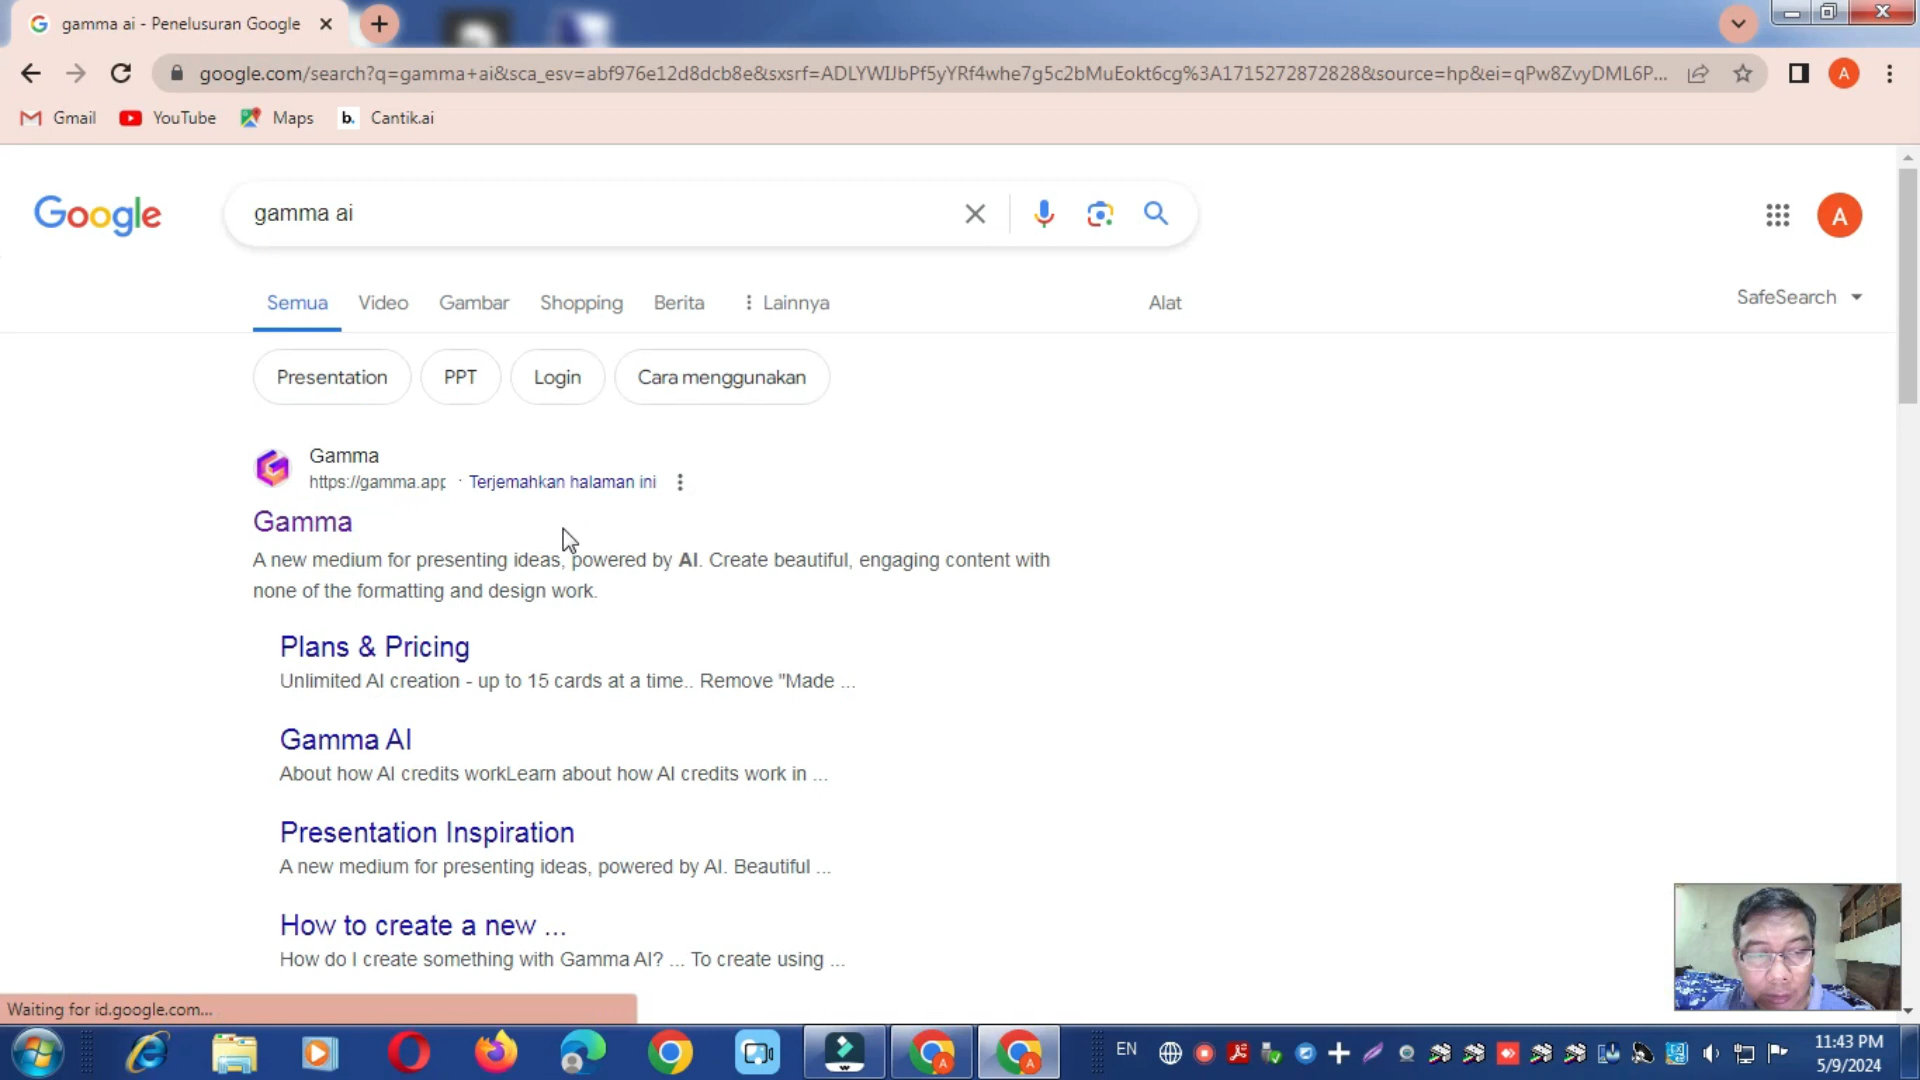 gamma ai - Penelusuran Google
google.com/search?q=gamma+ai&sca_esv=abf976e12d8dcb8e&sxsrf=ADLYWIJbPf5yYRf4whe7g5c2bMuEokt6cg%3A1715272872828&source=hp&ei=qPw8ZvyDML6P...
A
Gmail
YouTube
Maps
b.
Cantik.ai
Google
gamma ai
A
Semua
Video
Gambar
Shopping
Berita
Lainnya
Alat
SafeSearch
Presentation
PPT
Login
Cara menggunakan
Gamma
https://gamma.app · Terjemahkan halaman ini
Gamma
A new medium for presenting ideas, powered by AI. Create beautiful, engaging content with
none of the formatting and design work.
Plans & Pricing
Unlimited AI creation - up to 15 cards at a time.. Remove "Made ...
Gamma AI
About how AI credits workLearn about how AI credits work in ...
Presentation Inspiration
A new medium for presenting ideas, powered by AI. Beautiful ...
How to create a new ...
How do I create something with Gamma AI? ... To create using ...
Waiting for id.google.com...
EN
11:43 PM
5/9/2024